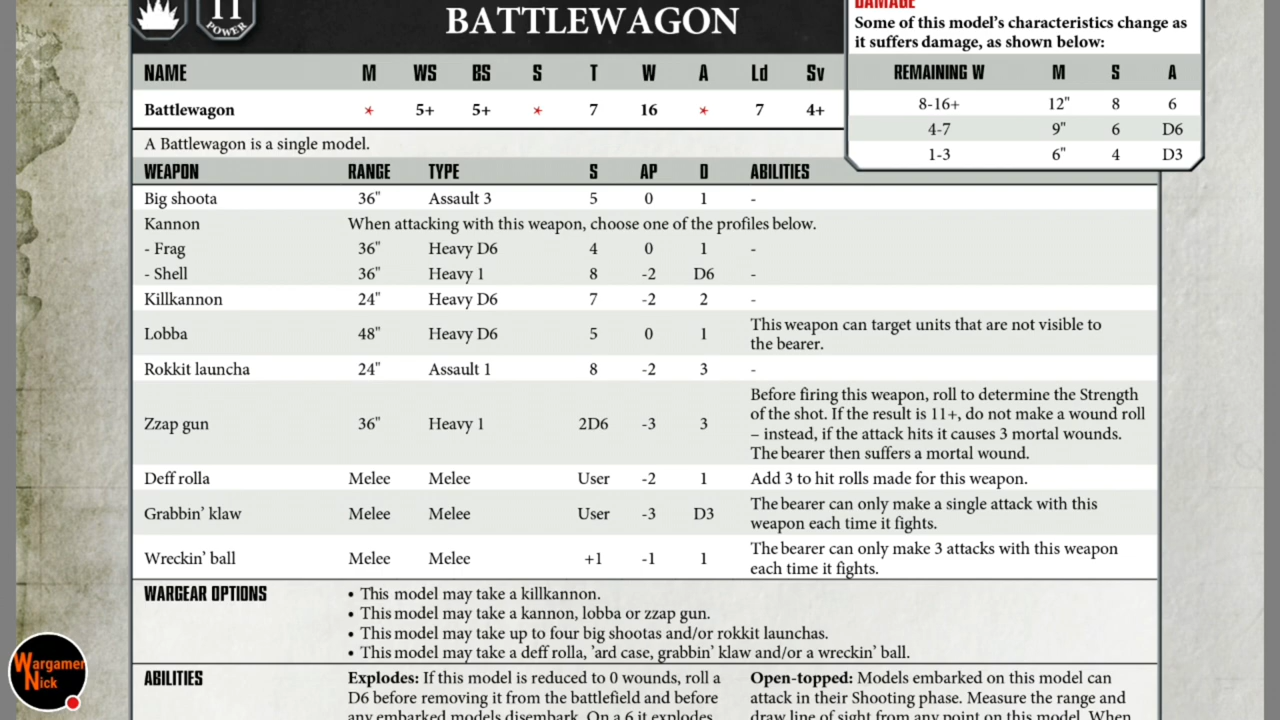 11
POWER
BATTLEWAGON
DAMAGE
Some of this model’s characteristics change as
it suffers damage, as shown below:
REMAINING W M S A
8-16+ 12" 8 6
4-7 9" 6 D6
1-3 6" 4 D3
NAME M WS BS S T W A Ld Sv
Battlewagon * 5+ 5+ * 7 16 * 7 4+
A Battlewagon is a single model.
WEAPON RANGE TYPE S AP D ABILITIES
Big shoota 36" Assault 3 5 0 1 -
Kannon When attacking with this weapon, choose one of the profiles below.
- Frag 36" Heavy D6 4 0 1 -
- Shell 36" Heavy 1 8 -2 D6 -
Killkannon 24" Heavy D6 7 -2 2 -
Lobba 48" Heavy D6 5 0 1 This weapon can target units that are not visible to
the bearer.
Rokkit launcha 24" Assault 1 8 -2 3 -
Zzap gun 36" Heavy 1 2D6 -3 3 Before firing this weapon, roll to determine the Strength
of the shot. If the result is 11+, do not make a wound roll
– instead, if the attack hits it causes 3 mortal wounds.
The bearer then suffers a mortal wound.
Deff rolla Melee Melee User -2 1 Add 3 to hit rolls made for this weapon.
Grabbin’ klaw Melee Melee User -3 D3 The bearer can only make a single attack with this
weapon each time it fights.
Wreckin’ ball Melee Melee +1 -1 1 The bearer can only make 3 attacks with this weapon
each time it fights.
WARGEAR OPTIONS • This model may take a killkannon.
• This model may take a kannon, lobba or zzap gun.
• This model may take up to four big shootas and/or rokkit launchas.
• This model may take a deff rolla, ’ard case, grabbin’ klaw and/or a wreckin’ ball.
ABILITIES
Explodes: If this model is reduced to 0 wounds, roll a
D6 before removing it from the battlefield and before
any embarked models disembark. On a 6 it explodes,
Open-topped: Models embarked on this model can
attack in their Shooting phase. Measure the range and
draw line of sight from any point on this model. When
Wargamer
Nick